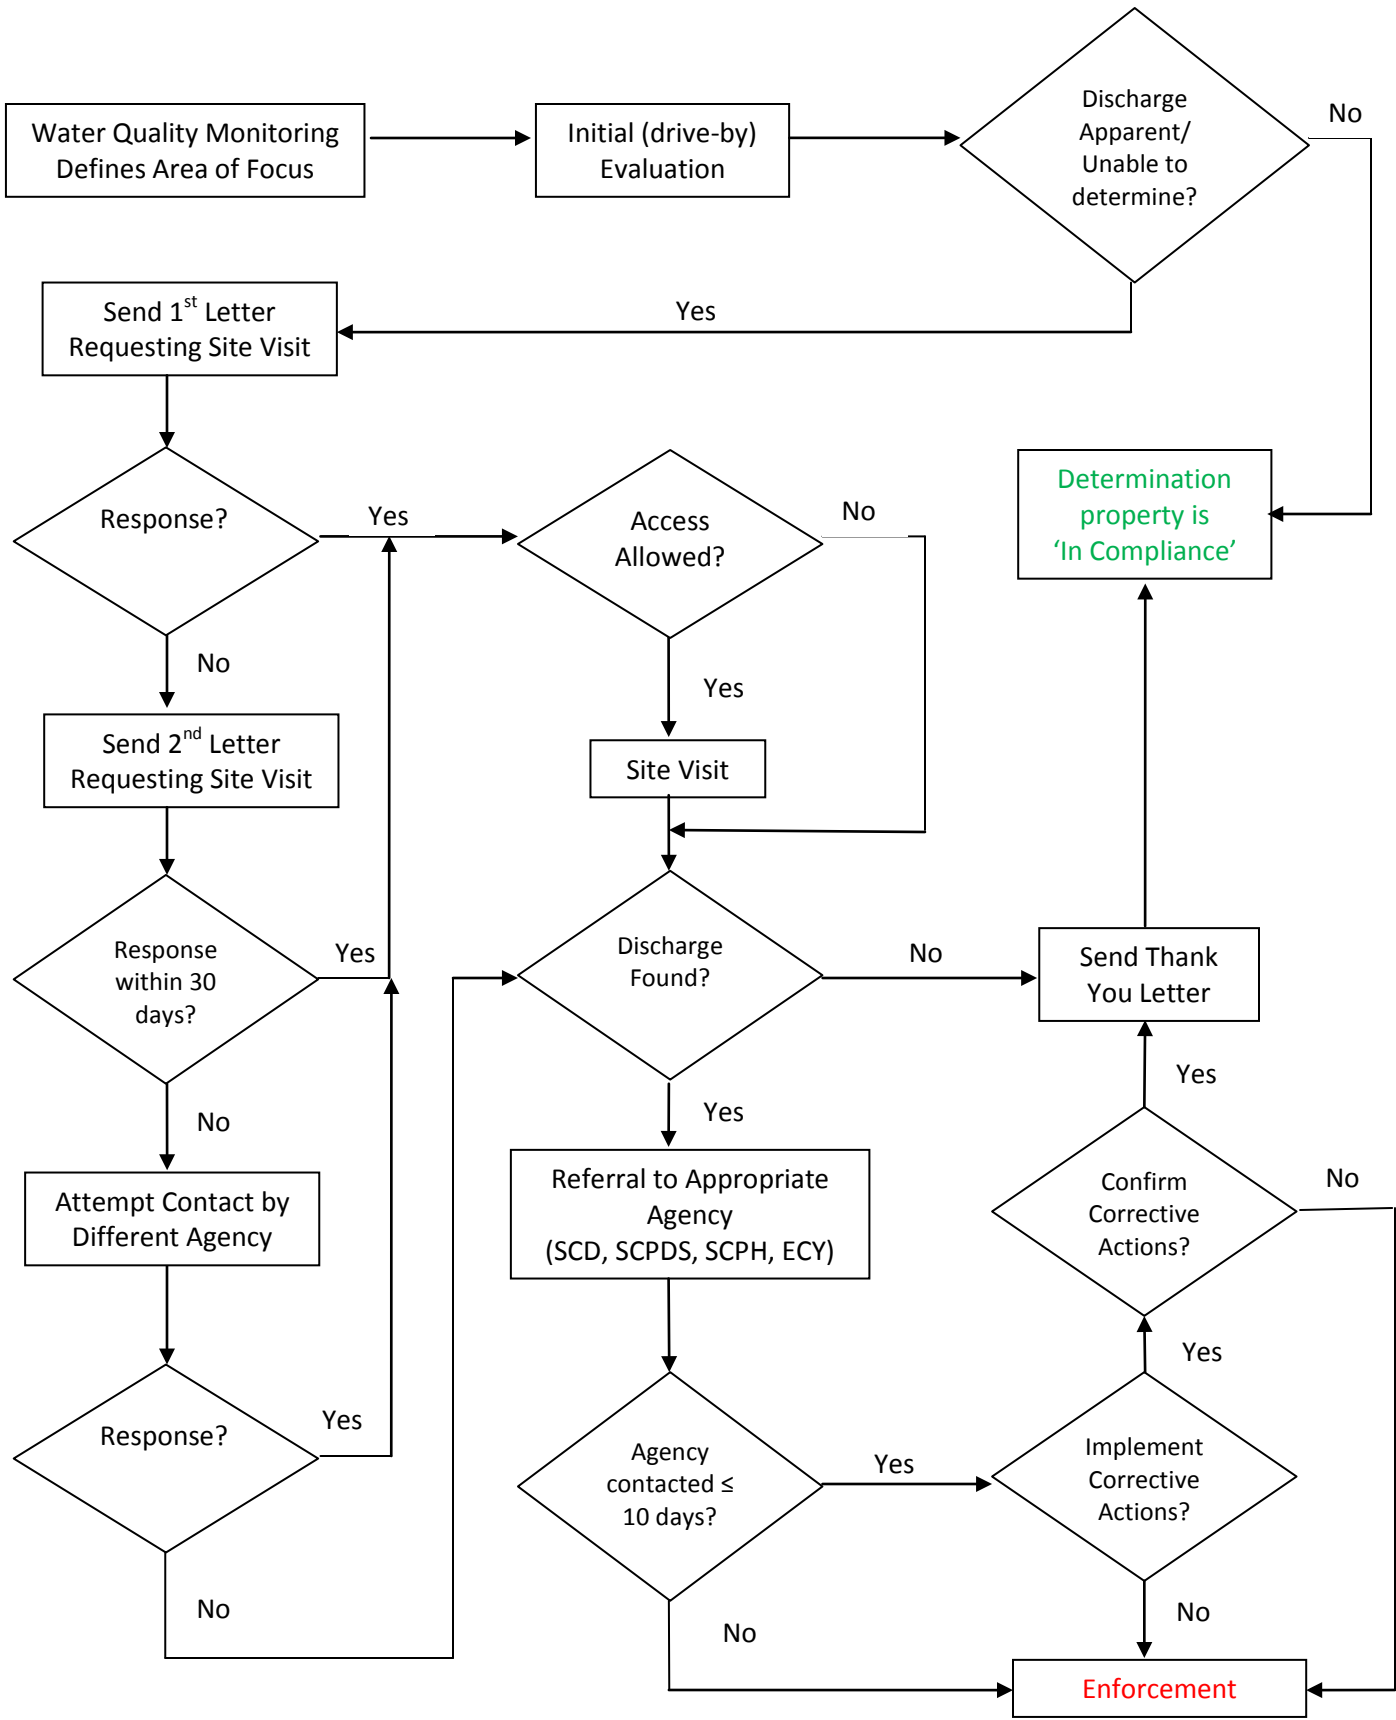 Water Quality Monitoring
Defines Area of Focus
Initial (drive-by)
Evaluation
Discharge
Apparent/
Unable to
determine?
No
Yes
Send 1st Letter
Requesting Site Visit
Response?
Yes
Access
Allowed?
No
Determination
property is
‘In Compliance’
No
Yes
Send 2nd Letter
Requesting Site Visit
Site Visit
Response
within 30
days?
Yes
Discharge
Found?
No
Send Thank
You Letter
No
Yes
Yes
Attempt Contact by
Different Agency
Referral to Appropriate
Agency
(SCD, SCPDS, SCPH, ECY)
Confirm
Corrective
Actions?
No
Yes
Response?
Yes
Agency
contacted ≤
10 days?
Yes
Implement
Corrective
Actions?
No
No
No
Enforcement